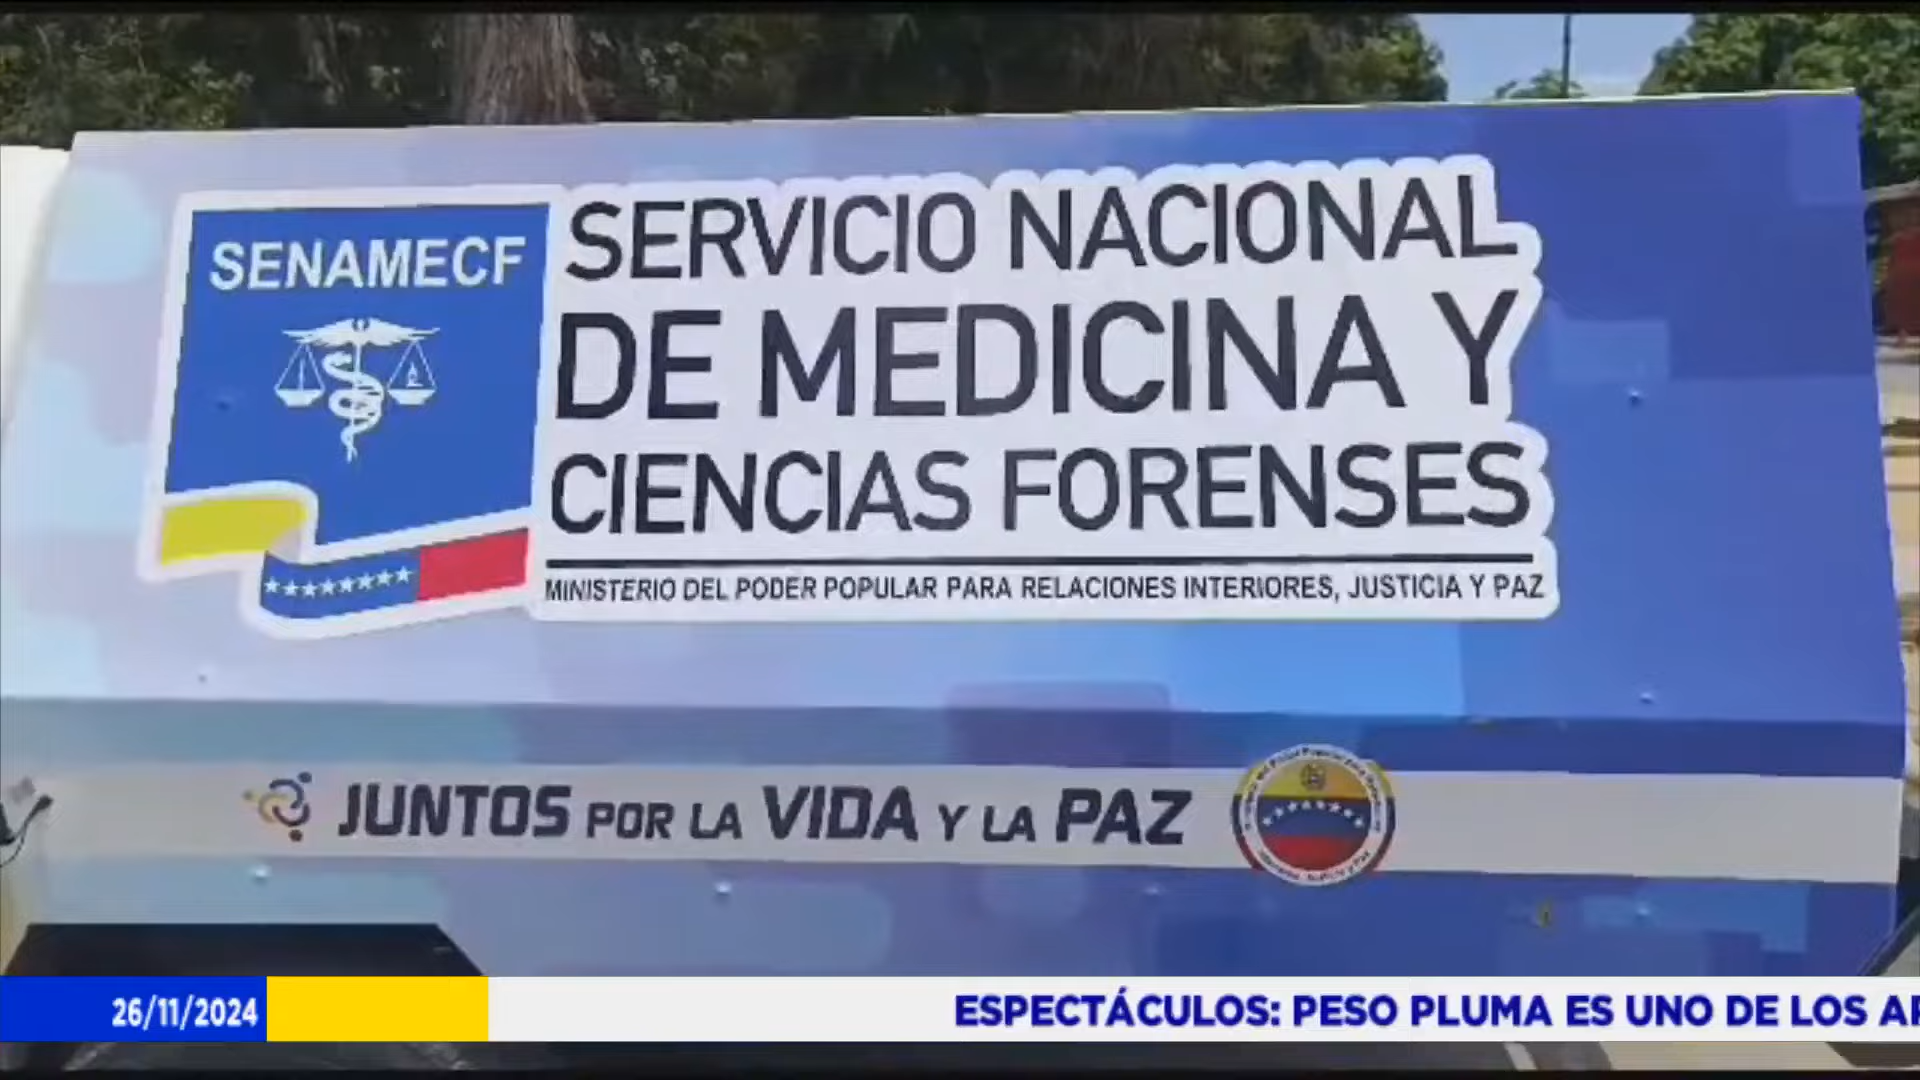 SENAMECF
SERVICIO NACIONAL
DE MEDICINA Y
CIENCIAS FORENSES
MINISTERIO DEL PODER POPULAR PARA RELACIONES INTERIORES, JUSTICIA Y PAZ
JUNTOS POR LA VIDA Y LA PAZ
26/11/2024
ESPECTÁCULOS: PESO PLUMA ES UNO DE LOS AR